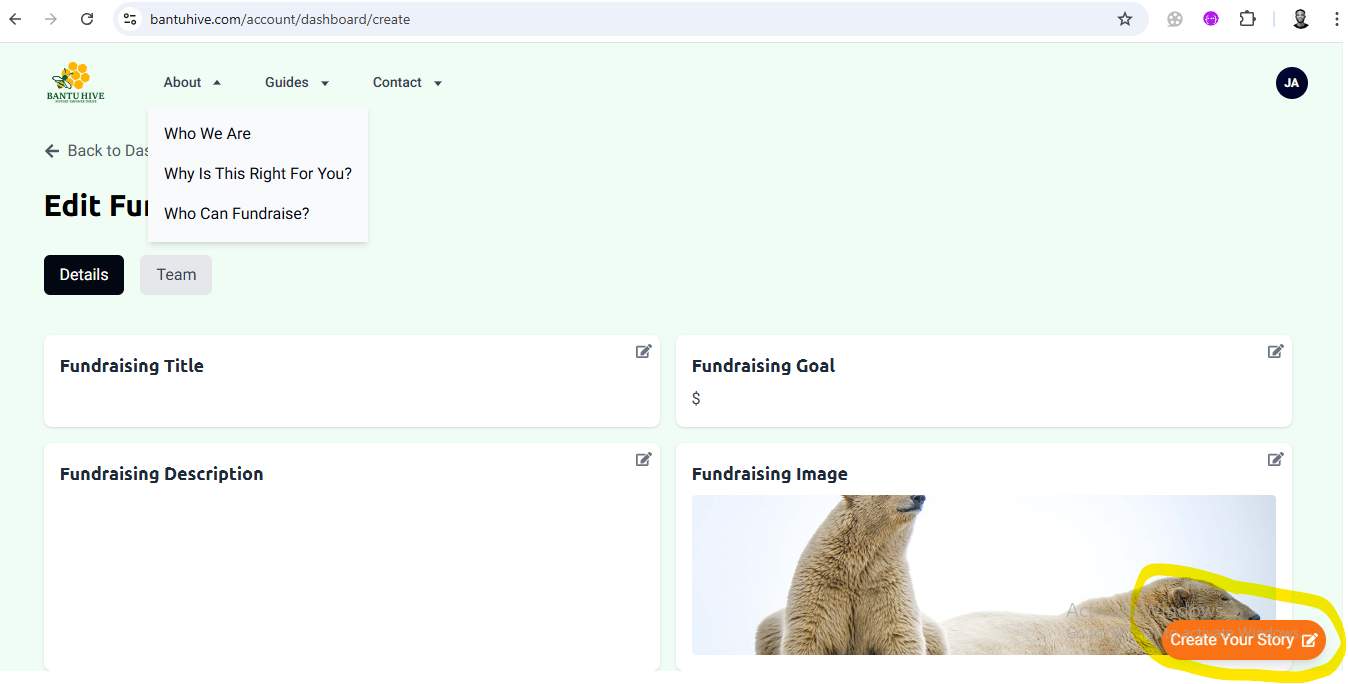 bantuhive.com/account/dashboard/create
BANTU HIVE
About
Guides
Contact
JA
Who We Are
Why Is This Right For You?
Who Can Fundraise?
Back to Das
Edit Fu
Details
Team
Fundraising Title
Fundraising Goal
$
Fundraising Description
Fundraising Image
Create Your Story